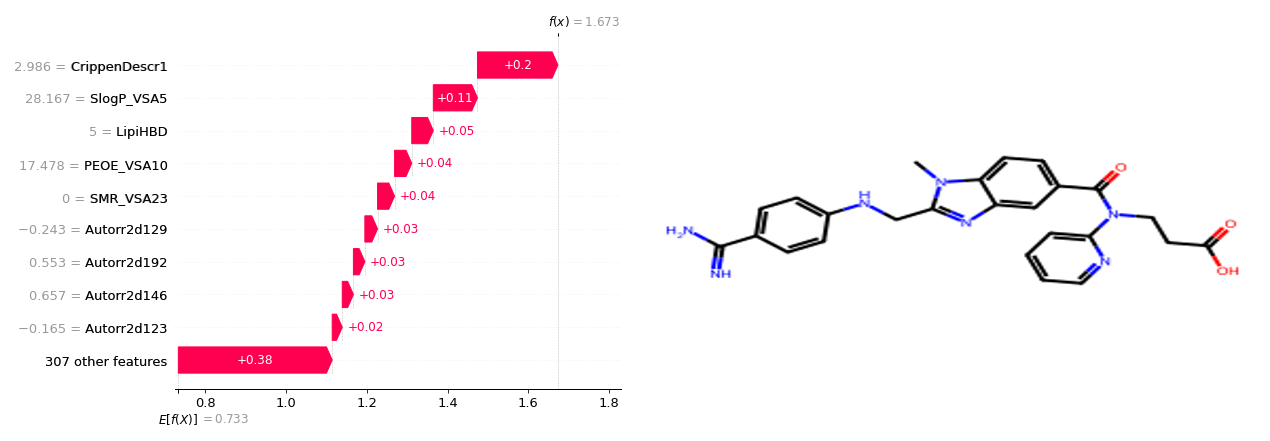 f(x) = 1.673
2.986 = CrippenDescr1
+0.2
28.167 = SlogP_VSA5
+0.11
5 = LipiHBD
+0.05
17.478 = PEOE_VSA10
+0.04
0 = SMR_VSA23
+0.04
−0.243 = Autorr2d129
+0.03
0.553 = Autorr2d192
+0.03
0.657 = Autorr2d146
+0.03
−0.165 = Autorr2d123
+0.02
307 other features
+0.38
0.8 1.0 1.2 1.4 1.6 1.8
E[f(X)] = 0.733
O
H
N
N
N
N
H₂N
NH
N
O
OH